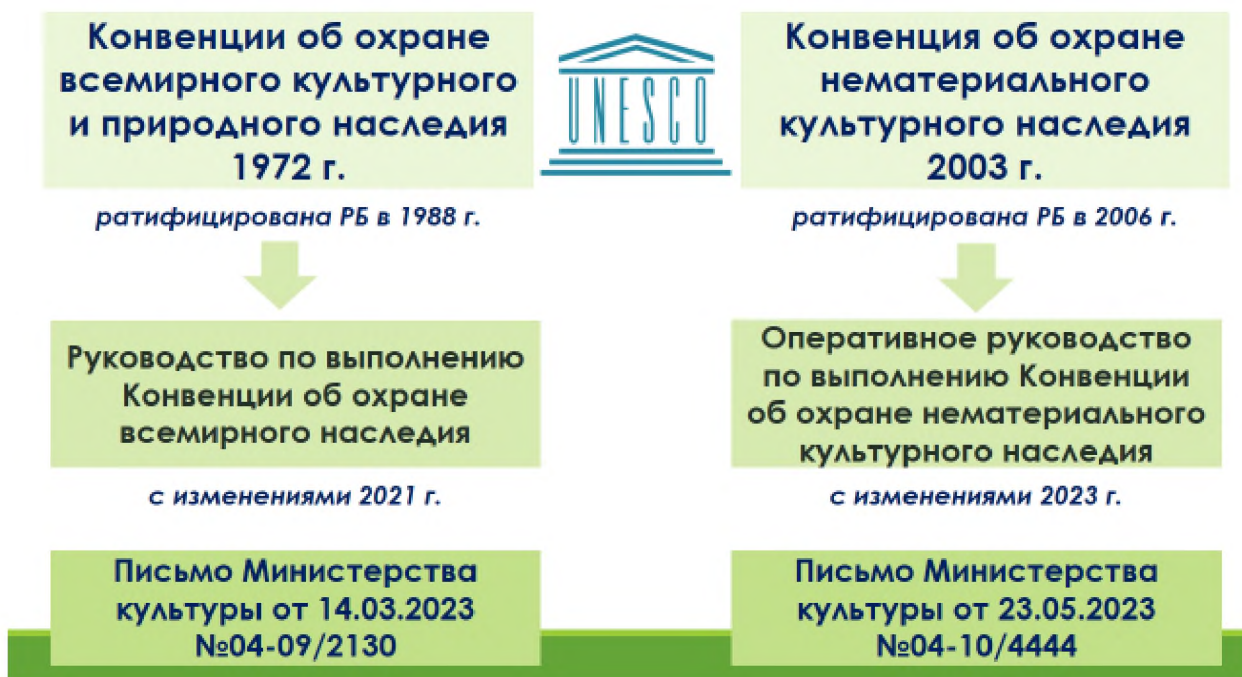 Конвенции об охране
всемирного культурного
и природного наследия
1972 г.
ратифицирована РБ в 1988 г.
Руководство по выполнению
Конвенции об охране
всемирного наследия
с изменениями 2021 г.
Письмо Министерства
культуры от 14.03.2023
№04-09/2130
UNESCO
Конвенция об охране
нематериального
культурного наследия
2003 г.
ратифицирована РБ в 2006 г.
Оперативное руководство
по выполнению Конвенции
об охране нематериального
культурного наследия
с изменениями 2023 г.
Письмо Министерства
культуры от 23.05.2023
№04-10/4444